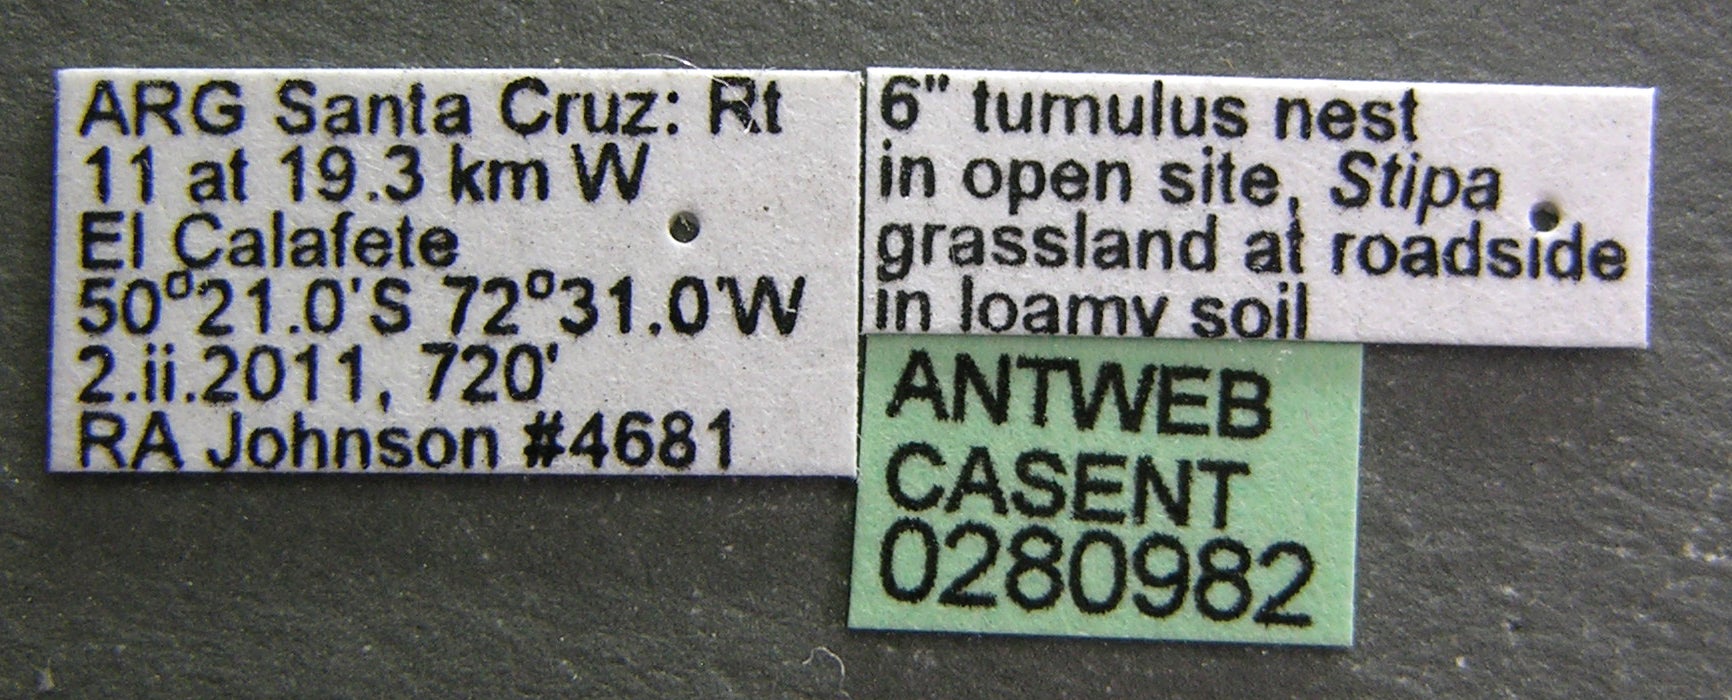 ARG Santa Cruz: Rt
11 at 19.3 km W
El Calafete
50°21.0'S 72°31.0'W
2.ii.2011, 720'
RA Johnson #4681
6" tumulus nest
in open site, Stipa
grassland at roadside
in loamy soil
ANTWEB
CASENT
0280982